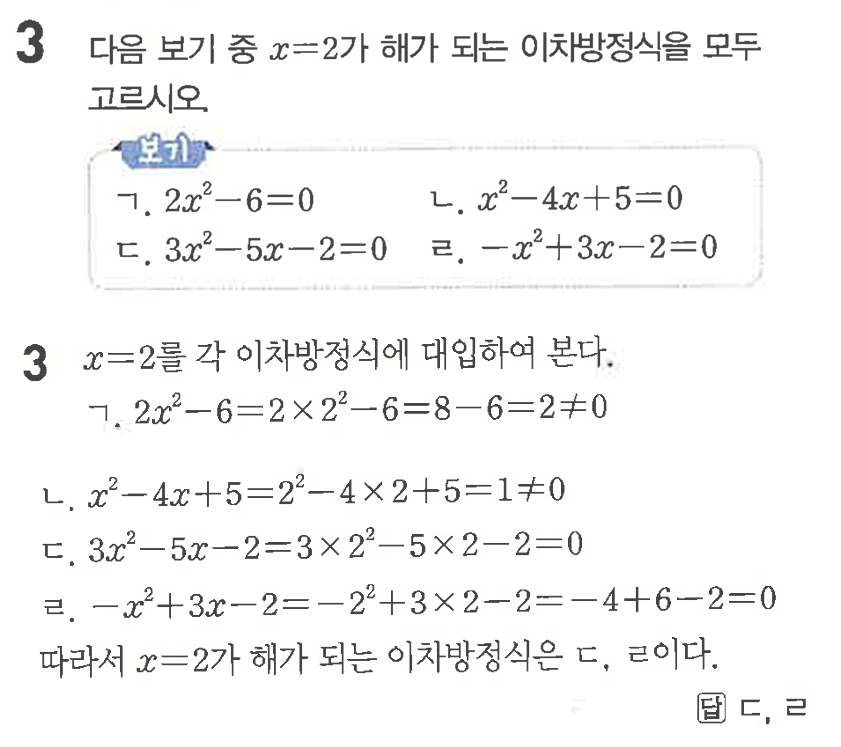 3 다음 보기 중 x=2가 해가 되는 이차방정식을 모두
고르시오.
보기
ㄱ. 2x²-6=0 ㄴ. x²-4x+5=0
ㄷ. 3x²-5x-2=0 ㄹ. -x²+3x-2=0
3 x=2를 각 이차방정식에 대입하여 본다.
ㄱ. 2x²-6=2×2²-6=8-6=2≠0
ㄴ. x²-4x+5=2²-4×2+5=1≠0
ㄷ. 3x²-5x-2=3×2²-5×2-2=0
ㄹ. -x²+3x-2=-2²+3×2-2=-4+6-2=0
따라서 x=2가 해가 되는 이차방정식은 ㄷ, ㄹ이다.
답 ㄷ, ㄹ